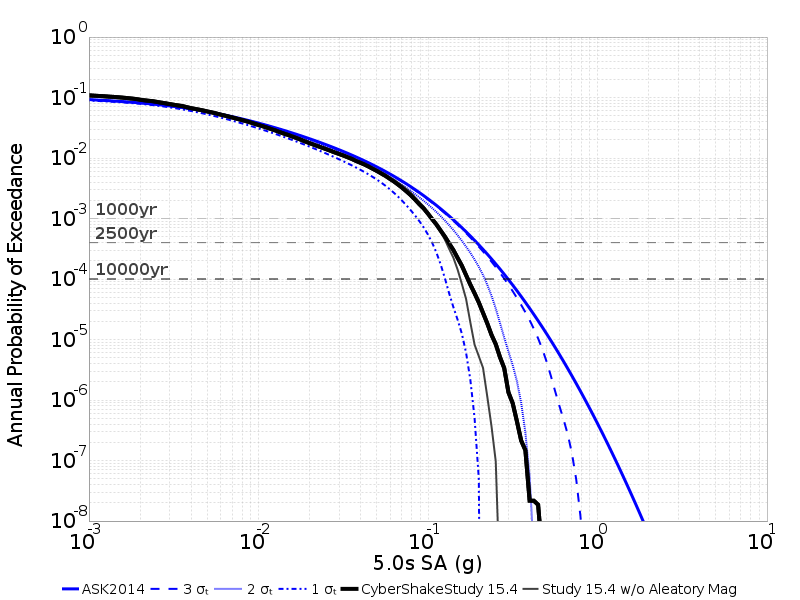 10^0
10^-1
10^-2
10^-3
10^-4
10^-5
10^-6
10^-7
10^-8
Annual Probability of Exceedance
1000yr
2500yr
10000yr
10^-3 10^-2 10^-1 10^0 10^1
5.0s SA (g)
ASK2014 3 σₜ 2 σₜ 1 σₜ CyberShakeStudy 15.4 Study 15.4 w/o Aleatory Mag